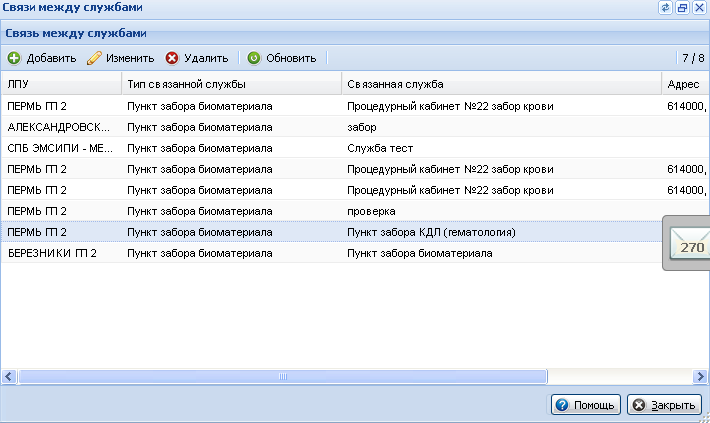 Связи между службами
Связь между службами
Добавить Изменить Удалить Обновить 7 / 8
ЛПУ Тип связанной службы Связанная служба Адрес
ПЕРМЬ ГП 2 Пункт забора биоматериала Процедурный кабинет №22 забор крови 614000,
АЛЕКСАНДРОВСК... Пункт забора биоматериала забор
СПБ ЭМСИПИ - МЕ... Пункт забора биоматериала Служба тест
ПЕРМЬ ГП 2 Пункт забора биоматериала Процедурный кабинет №22 забор крови 614000,
ПЕРМЬ ГП 2 Пункт забора биоматериала Процедурный кабинет №22 забор крови 614000,
ПЕРМЬ ГП 2 Пункт забора биоматериала проверка
ПЕРМЬ ГП 2 Пункт забора биоматериала Пункт забора КДЛ (гематология)
270
БЕРЕЗНИКИ ГП 2 Пункт забора биоматериала Пункт забора биоматериала
Помощь Закрыть